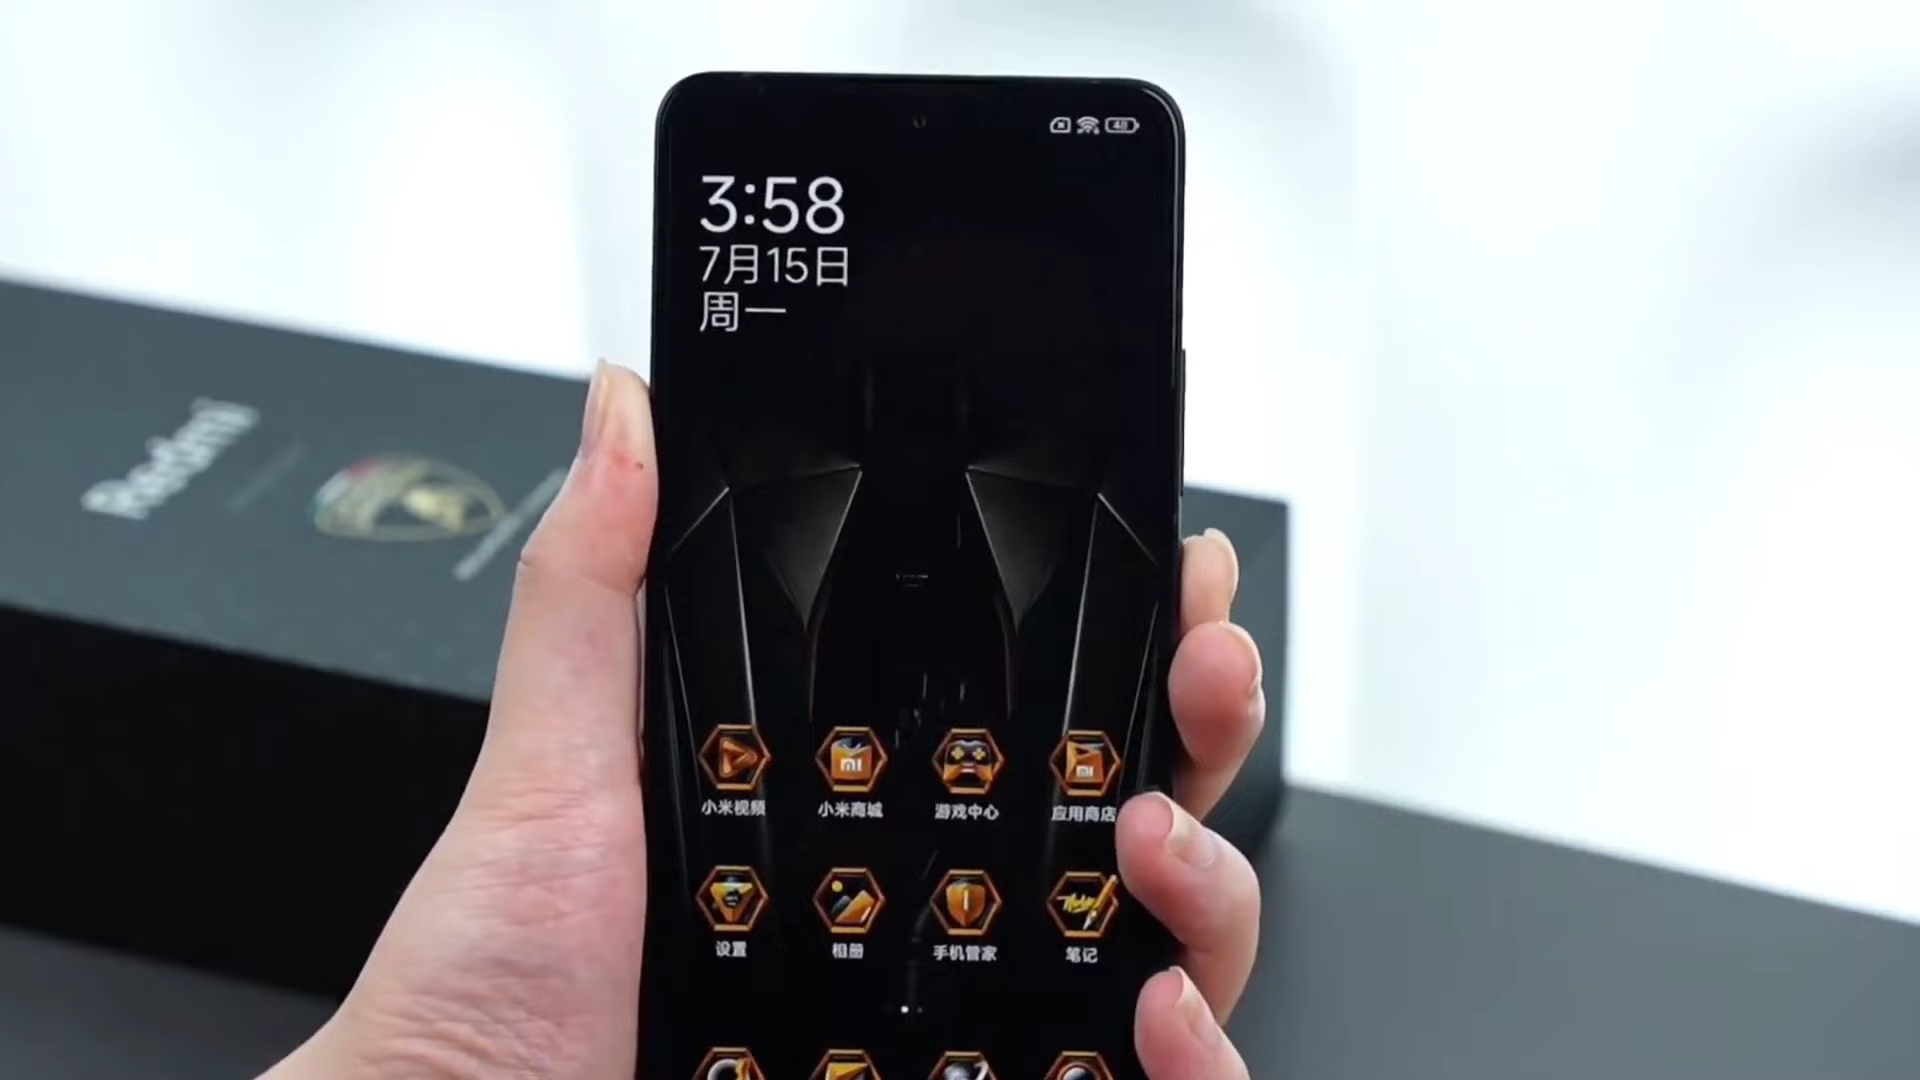 48
3:58
7月15日
周一
Redmi
小米视频
小米商城
游戏中心
应用商店
设置
相册
手机管家
笔记